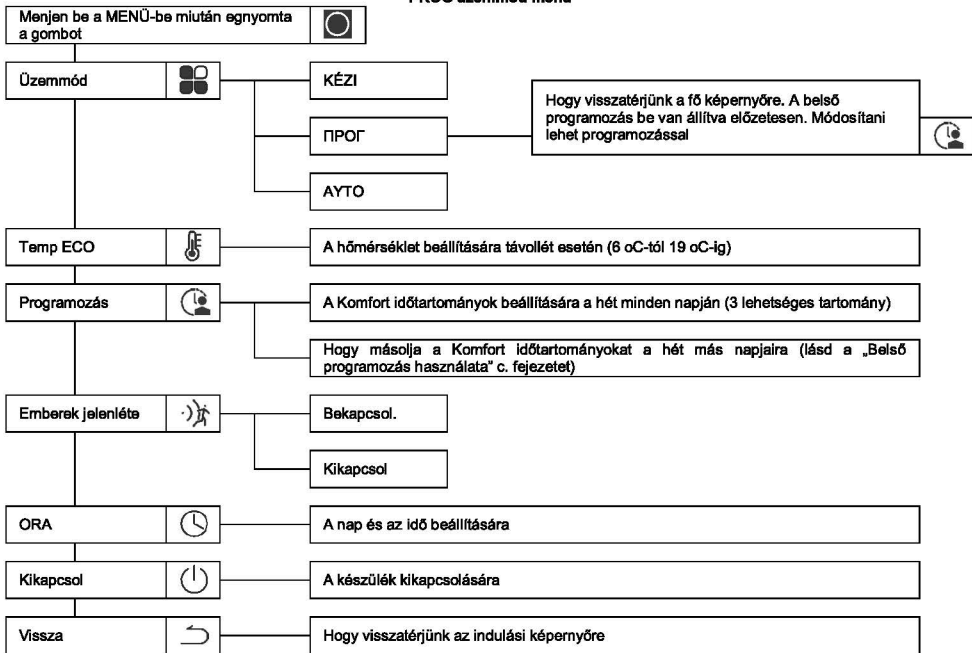 PROG üzemmód menü
Menjen be a MENÜ-be miután egnyomta
a gombot
Üzemmód
KÉZI
Hogy visszatérjünk a fő képernyőre. A belső
programozás be van állítva előzetesen. Módosítani
lehet programozással
ПРОГ
AYTO
Temp ECO
A hőmérséklet beállítására távollét esetén (6 oC-tól 19 oC-ig)
Programozás
A Komfort időtartományok beállítására a hét minden napján (3 lehetséges tartomány)
Hogy másolja a Komfort időtartományokat a hét más napjaira (lásd a „Belső
programozás használata” c. fejezetet)
Emberek jelenléte
Bekapcsol.
Kikapcsol
ORA
A nap és az idő beállítására
Kikapcsol
A készülék kikapcsolására
Vissza
Hogy visszatérjünk az indulási képernyőre